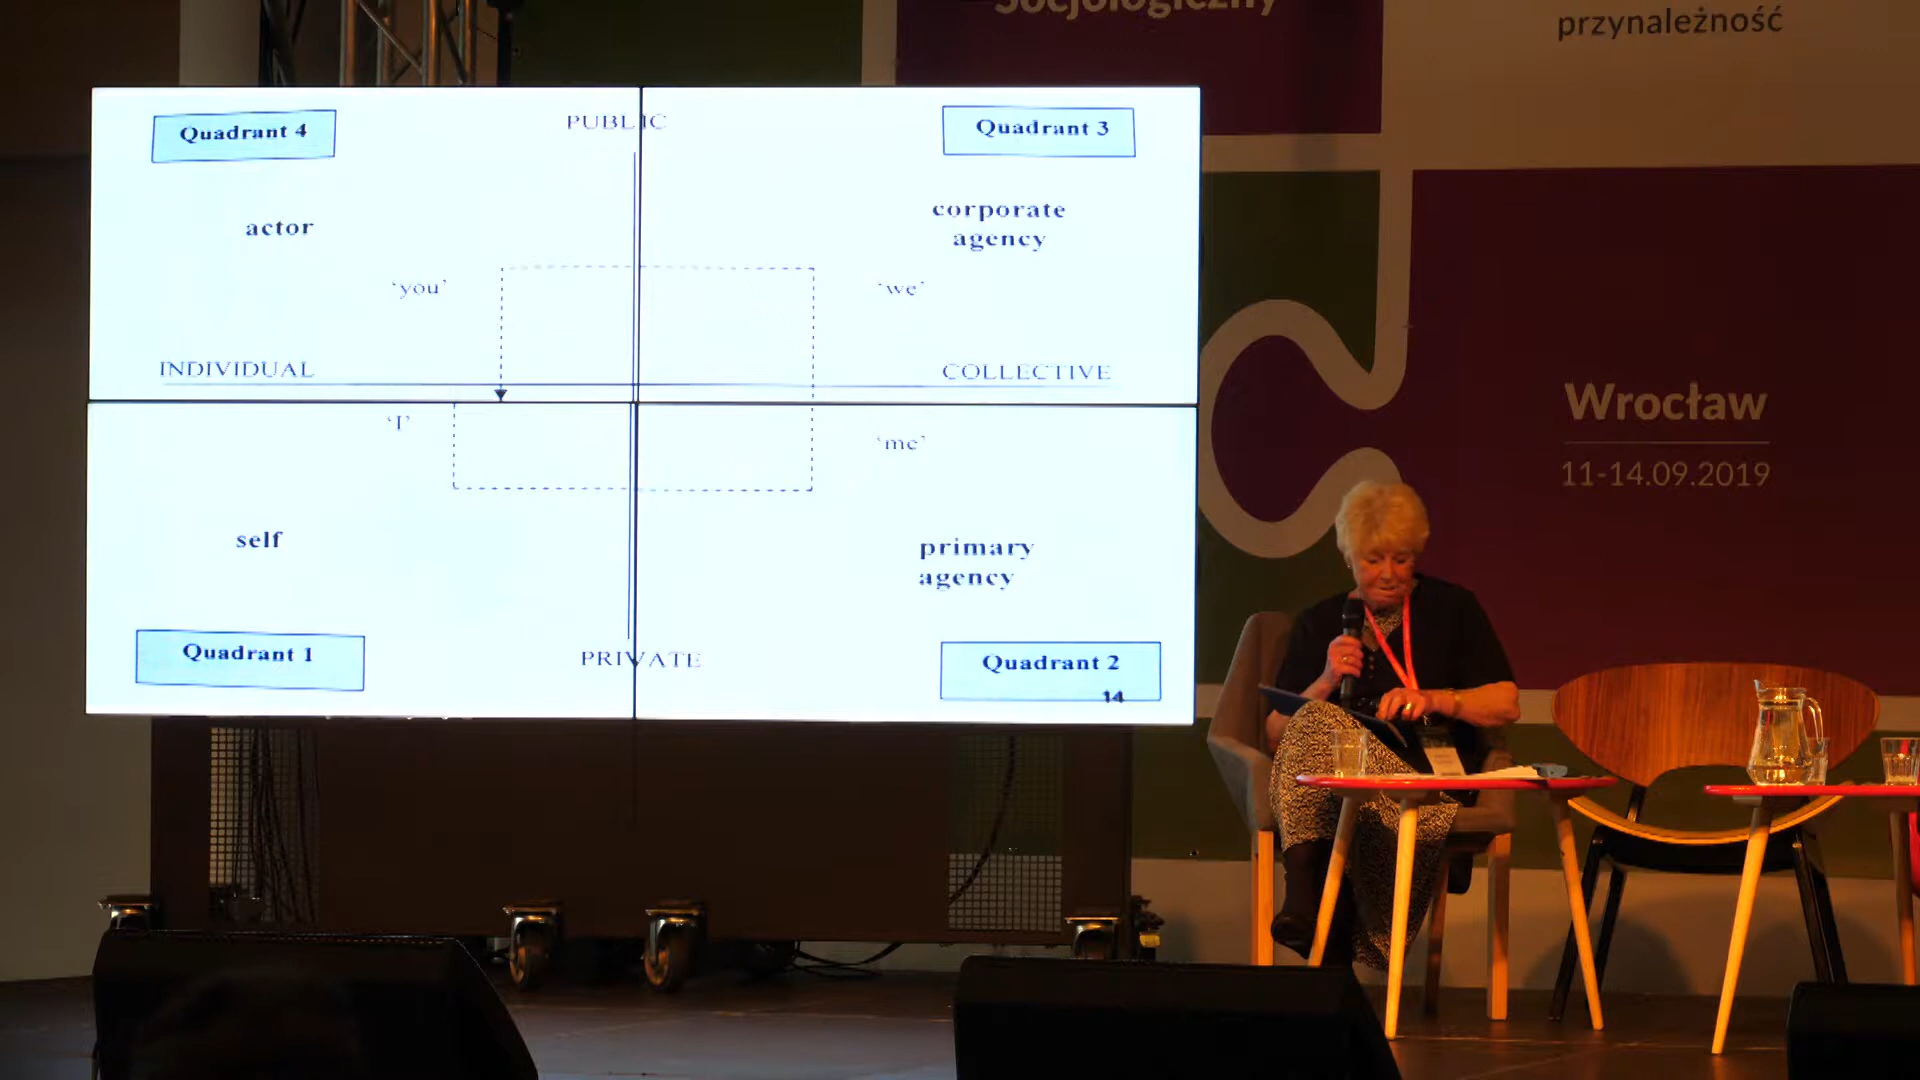 Socjologiczny
przynależność
Quadrant 4
PUBLIC
Quadrant 3
actor
corporate
agency
‘you’
‘we’
INDIVIDUAL
COLLECTIVE
‘I’
‘me’
self
primary
agency
Quadrant 1
PRIVATE
Quadrant 2
14
Wrocław
11-14.09.2019